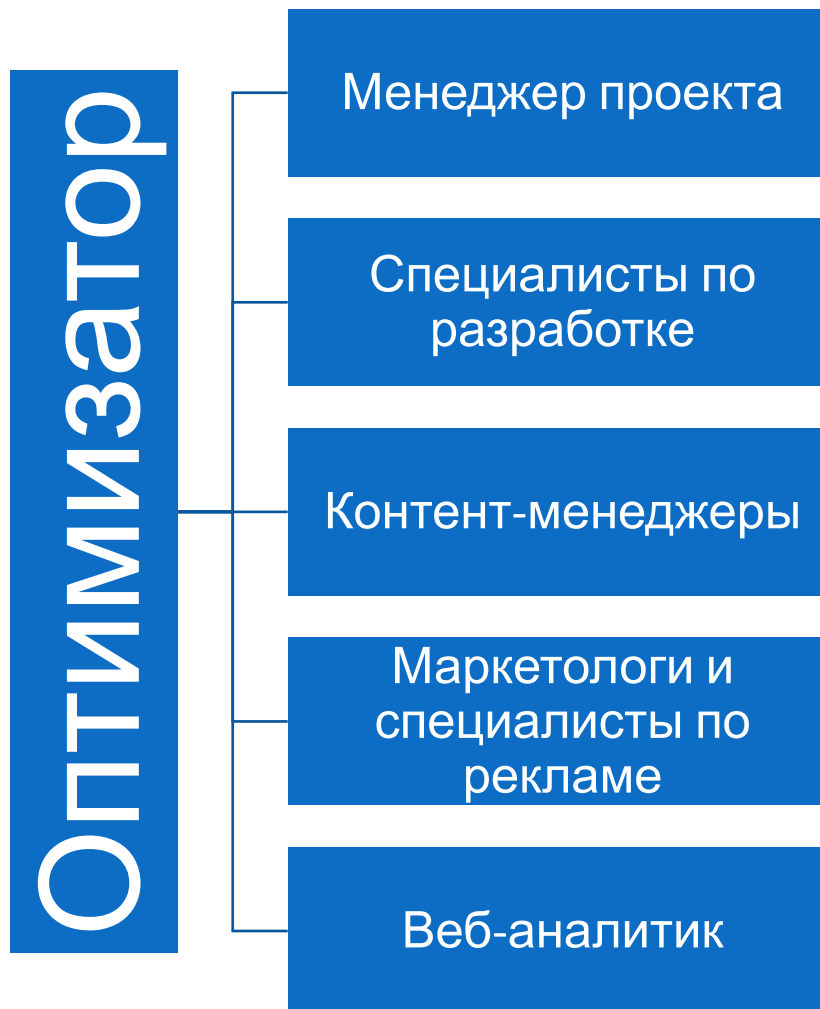 Оптимизатор
Менеджер проекта
Специалисты по
разработке
Контент-менеджеры
Маркетологи и
специалисты по
рекламе
Веб-аналитик